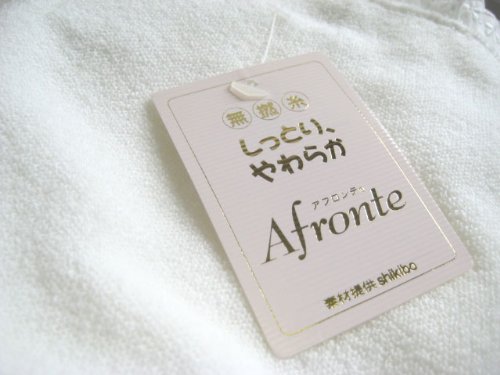 無撚糸
しっとり、
やわらか
アフロンテ
Afronte
素材提供 shikibo